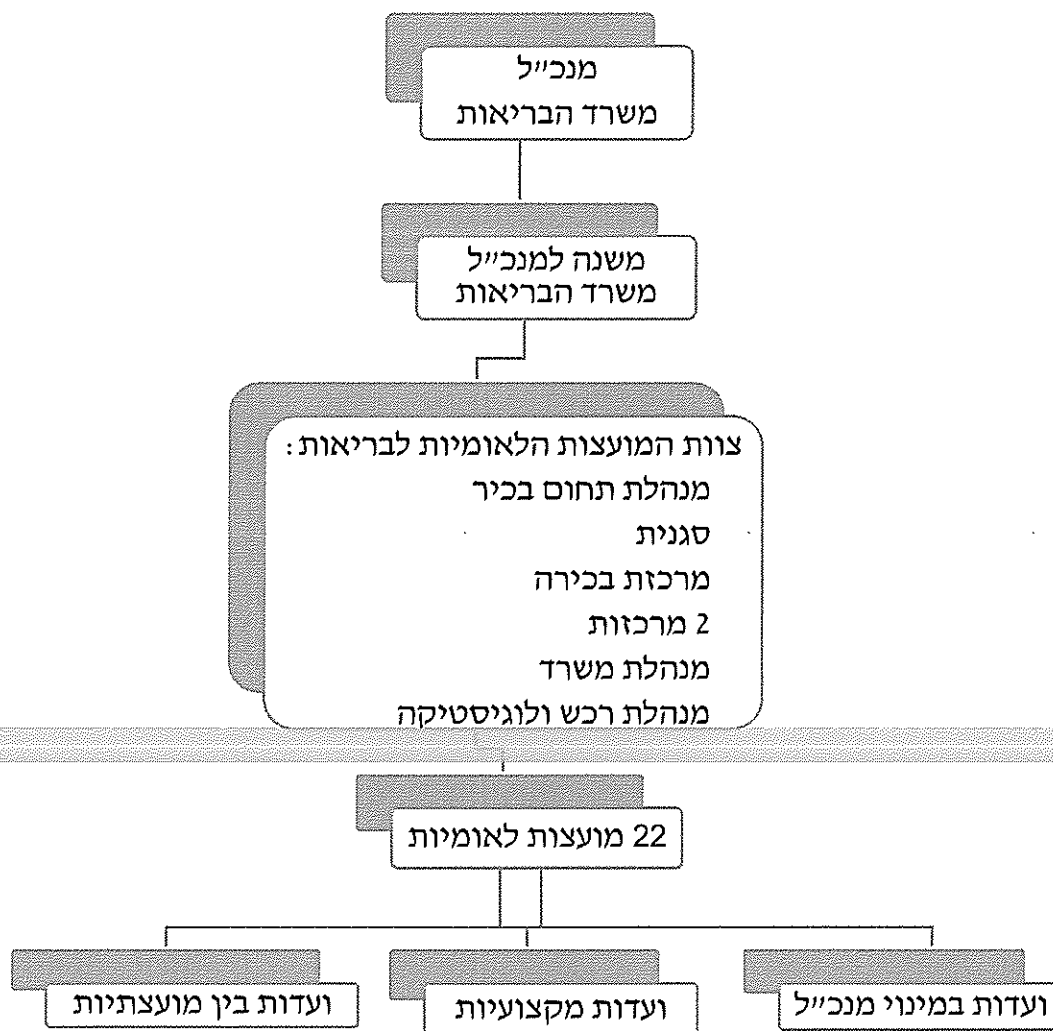 מנכ״ל
משרד הבריאות
משנה למנכ״ל
משרד הבריאות
צוות המועצות הלאומיות לבריאות:
מנהלת תחום בכיר
סגנית
מרכזת בכירה
2 מרכזות
מנהלת משרד
מנהלת רכש ולוגיסטיקה
22 מועצות לאומיות
ועדות במינוי מנכ״ל
ועדות מקצועיות
ועדות בין מועצתיות